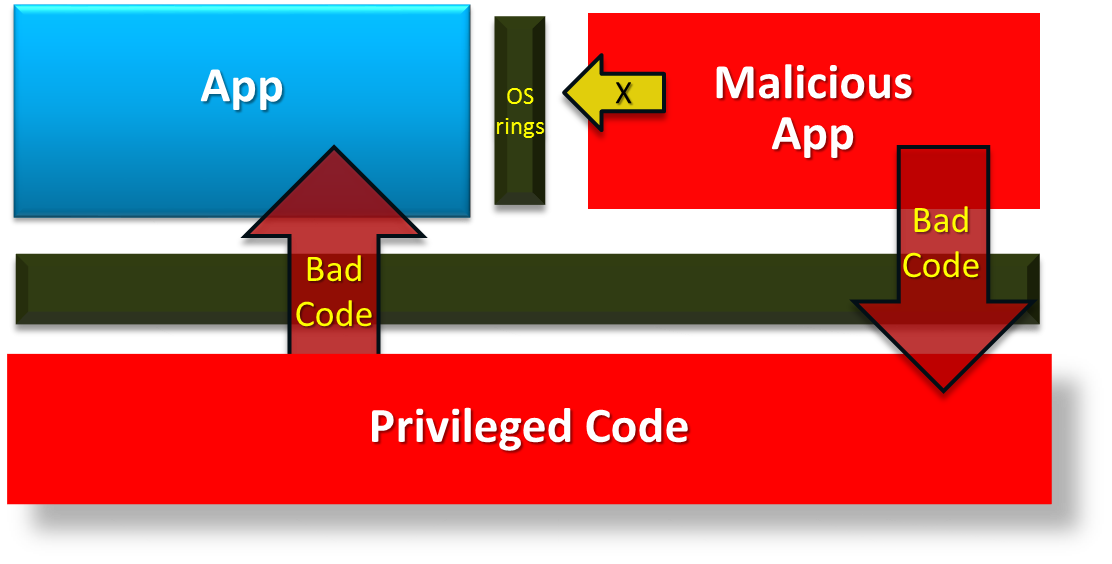 App
OS
rings
X
Malicious
App
Bad
Code
Bad
Code
Privileged Code